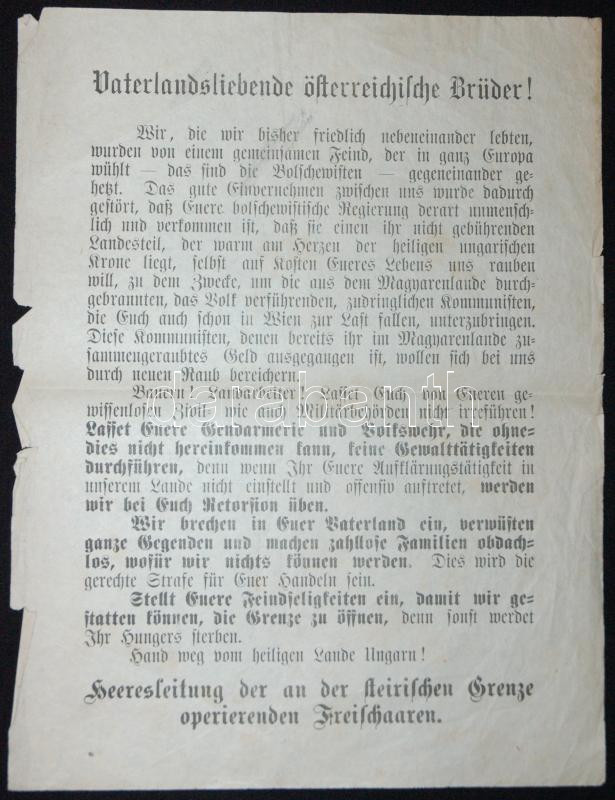 Vaterlandsliebende österreichische Brüder!
Wir, die wir bisher friedlich nebeneinander lebten,
wurden von einem gemeinsamen Feind, der in ganz Europa
wühlt — das sind die Bolschewisten — gegeneinander ge-
hetzt. Das gute Einvernehmen zwischen uns wurde dadurch
gestört, daß Euere bolschewistische Regierung derart unmensch-
lich und verkommen ist, daß sie einen ihr nicht gebührenden
Landesteil, der warm am Herzen der heiligen ungarischen
Krone liegt, selbst auf Kosten Eueres Lebens uns rauben
will, zu dem Zwecke, um die aus dem Magyarenlande durch-
gebrannten, das Volk verführenden, zudringlichen Kommunisten,
die Euch auch schon in Wien zur Last fallen, unterzubringen.
Diese Kommunisten, denen bereits ihr im Magyarenlande zu-
sammengeraubtes Geld ausgegangen ist, wollen sich bei uns
durch neuen Raub bereichern.
Bauern! Landarbeiter! Lasset Euch von Eueren ge-
wissenlosen Zivil- wie auch Militärbehörden nicht irreführen!
Lasset Euere Gendarmerie und Volkswehr, die ohne-
dies nicht hereinkommen kann, keine Gewalttätigkeiten
durchführen, denn wenn Ihr Euere Aufklärungstätigkeit in
unserem Lande nicht einstellt und offensiv auftretet, werden
wir bei Euch Retorsion üben.
Wir brechen in Euer Vaterland ein, verwüsten
ganze Gegenden und machen zahllose Familien obdach-
los, wofür wir nichts können werden. Dies wird die
gerechte Strafe für Euer Handeln sein.
Stellt Euere Feindseligkeiten ein, damit wir ge-
statten können, die Grenze zu öffnen, denn sonst werdet
Ihr Hungers sterben.
Hand weg vom heiligen Lande Ungarn!
Heeresleitung der an der steirischen Grenze
operierenden Freischaaren.
darabanth